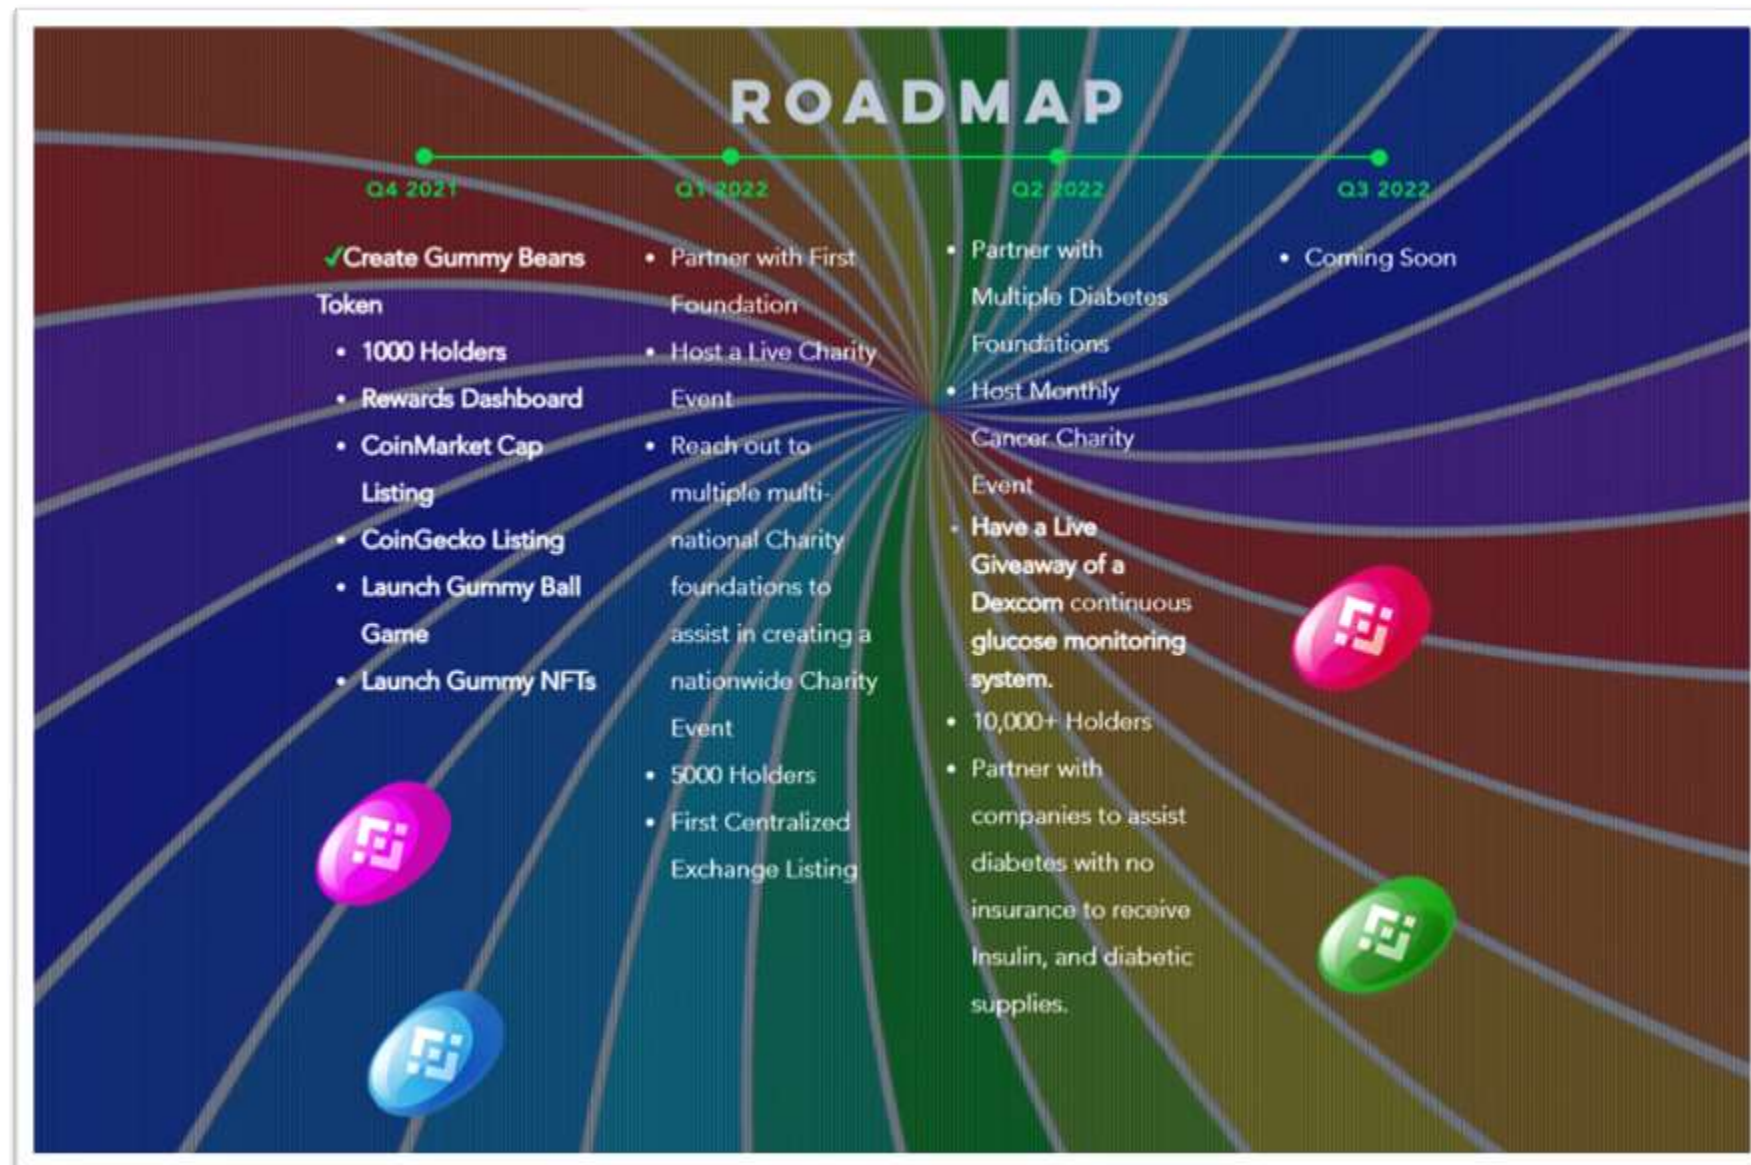 ROADMAP
Q4 2021
Q1 2022
Q2 2022
Q3 2022
✓Create Gummy Beans
Token
• 1000 Holders
• Rewards Dashboard
• CoinMarket Cap
Listing
• CoinGecko Listing
• Launch Gummy Ball
Game
• Launch Gummy NFTs
• Partner with First
Foundation
• Host a Live Charity
Event
• Reach out to
multiple multi-
national Charity
foundations to
assist in creating a
nationwide Charity
Event
• 5000 Holders
• First Centralized
Exchange Listing
• Partner with
Multiple Diabetes
Foundations
• Host Monthly
Cancer Charity
Event
• Have a Live
Giveaway of a
Dexcom continuous
glucose monitoring
system.
• 10,000+ Holders
• Partner with
companies to assist
diabetes with no
insurance to receive
Insulin, and diabetic
supplies.
• Coming Soon